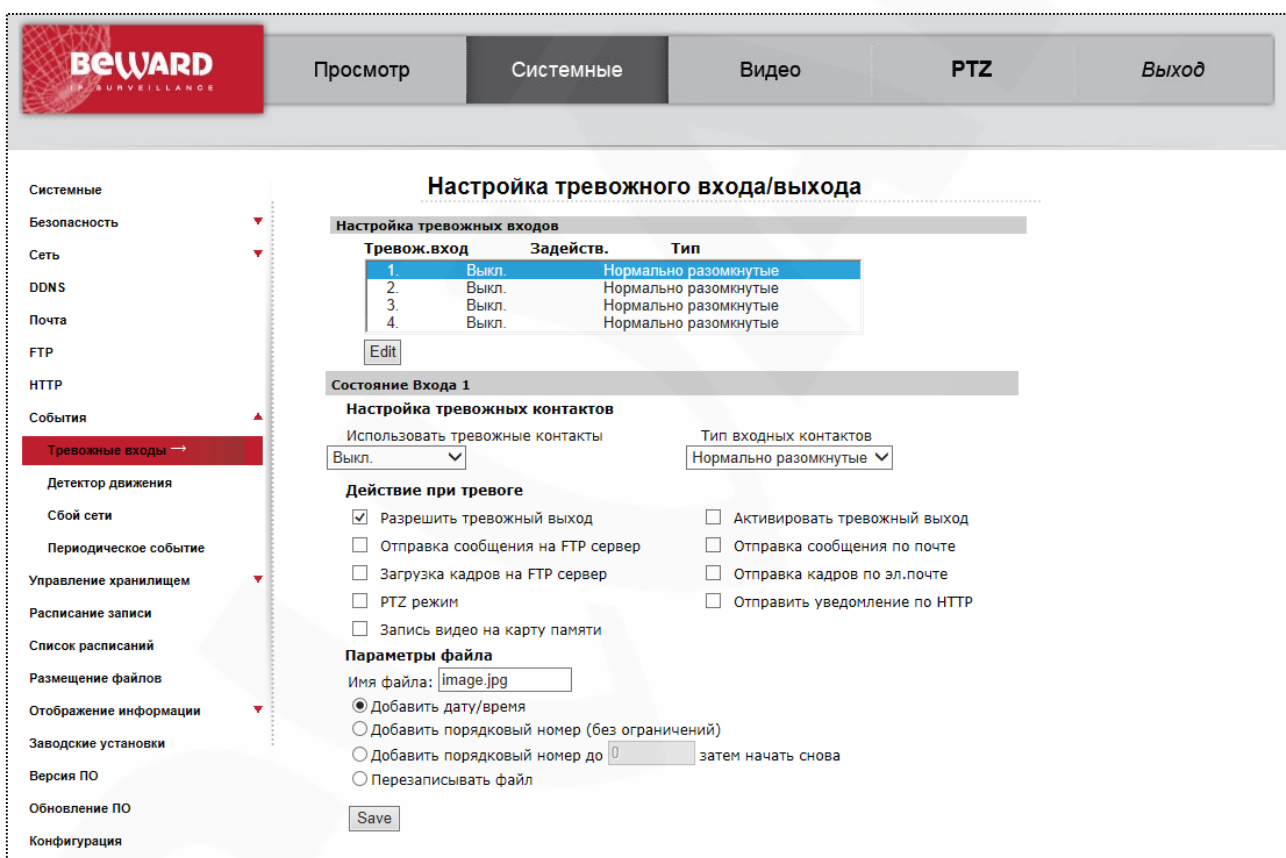 BEWARD
IP SURVEILLANCE
Просмотр
Системные
Видео
PTZ
Выход
Системные
Безопасность
Сеть
DDNS
Почта
FTP
HTTP
События
Тревожные входы →
Детектор движения
Сбой сети
Периодическое событие
Управление хранилищем
Расписание записи
Список расписаний
Размещение файлов
Отображение информации
Заводские установки
Версия ПО
Обновление ПО
Конфигурация
Настройка тревожного входа/выхода
Настройка тревожных входов
Тревож.вход Задейств. Тип
1. Выкл. Нормально разомкнутые
2. Выкл. Нормально разомкнутые
3. Выкл. Нормально разомкнутые
4. Выкл. Нормально разомкнутые
Edit
Состояние Входа 1
Настройка тревожных контактов
Использовать тревожные контакты Тип входных контактов
Выкл. Нормально разомкнутые
Действие при тревоге
Разрешить тревожный выход Активировать тревожный выход
Отправка сообщения на FTP сервер Отправка сообщения по почте
Загрузка кадров на FTP сервер Отправка кадров по эл.почте
PTZ режим Отправить уведомление по HTTP
Запись видео на карту памяти
Параметры файла
Имя файла: image.jpg
Добавить дату/время
Добавить порядковый номер (без ограничений)
Добавить порядковый номер до 0 затем начать снова
Перезаписывать файл
Save